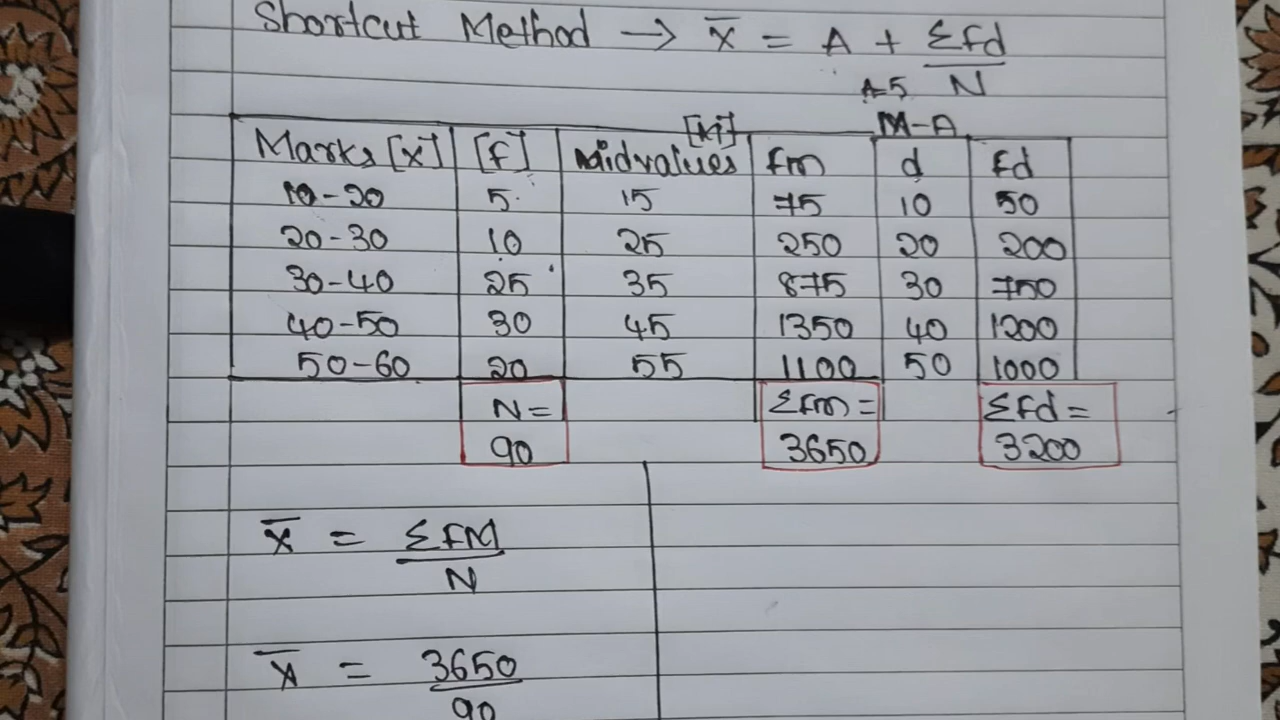 Shortcut Method → x̄ = A + Σfd
A=5 N
[M] M-A
Marks [x] [f] Midvalues fm d fd
10-20 5 15 75 10 50
20-30 10 25 250 20 200
30-40 25 35 875 30 750
40-50 30 45 1350 40 1200
50-60 20 55 1100 50 1000
N= Σfm= Σfd=
90 3650 3200
x̄ = ΣFM
N
x̄ = 3650
90